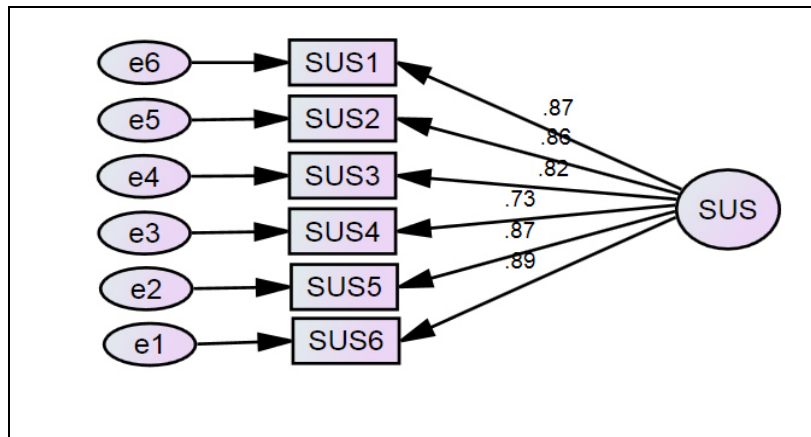 e6 SUS1
.87
e5 SUS2
.86
e4 SUS3
.82
SUS
e3 SUS4
.73
e2 SUS5
.87
e1 SUS6
.89